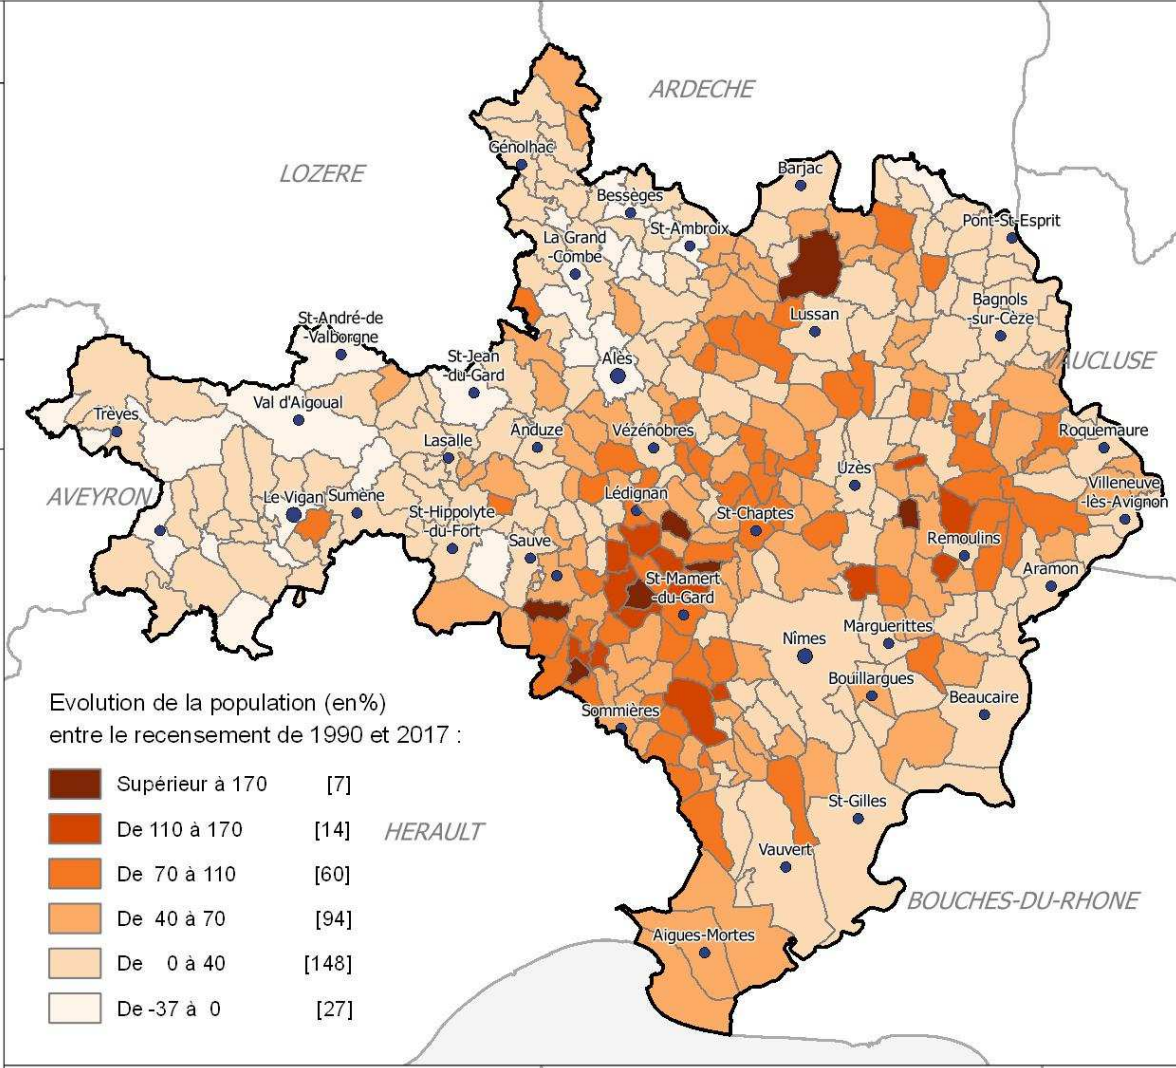 ARDECHE
Génolhac
LOZERE
Barjac
Bessèges
Pont-St-Esprit
St-Ambroix
La Grand
-Combe
Bagnols
-sur-Cèze
St-André-de
-Valborgne
Lussan
St-Jean
-du-Gard
Alès
VAUCLUSE
Val d'Aigoual
Trèves
Anduze
Vézénobres
Roquemaure
Lasalle
Uzès
Villeneuve
-lès-Avignon
AVEYRON
Le Vigan
Sumène
Lédignan
St-Hippolyte
-du-Fort
St-Chaptes
Sauve
Remoulins
Aramon
St-Mamert
-du-Gard
Nîmes
Marguerittes
Bouillargues
Beaucaire
Sommières
Evolution de la population (en%)
entre le recensement de 1990 et 2017 :
Supérieur à 170 [7]
De 110 à 170 [14]
De 70 à 110 [60]
De 40 à 70 [94]
De 0 à 40 [148]
De -37 à 0 [27]
HERAULT
St-Gilles
Vauvert
BOUCHES-DU-RHONE
Aigues-Mortes